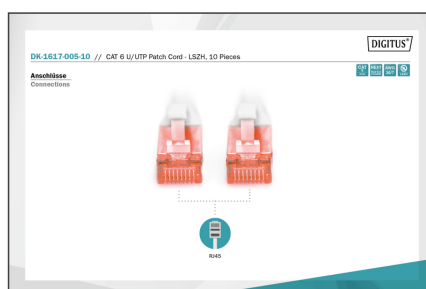 DIGITUS®
DK-1617-005-10 // CAT 6 U/UTP Patch Cord - LSZH, 10 Pieces
Anschlüsse
Connections
RJ45